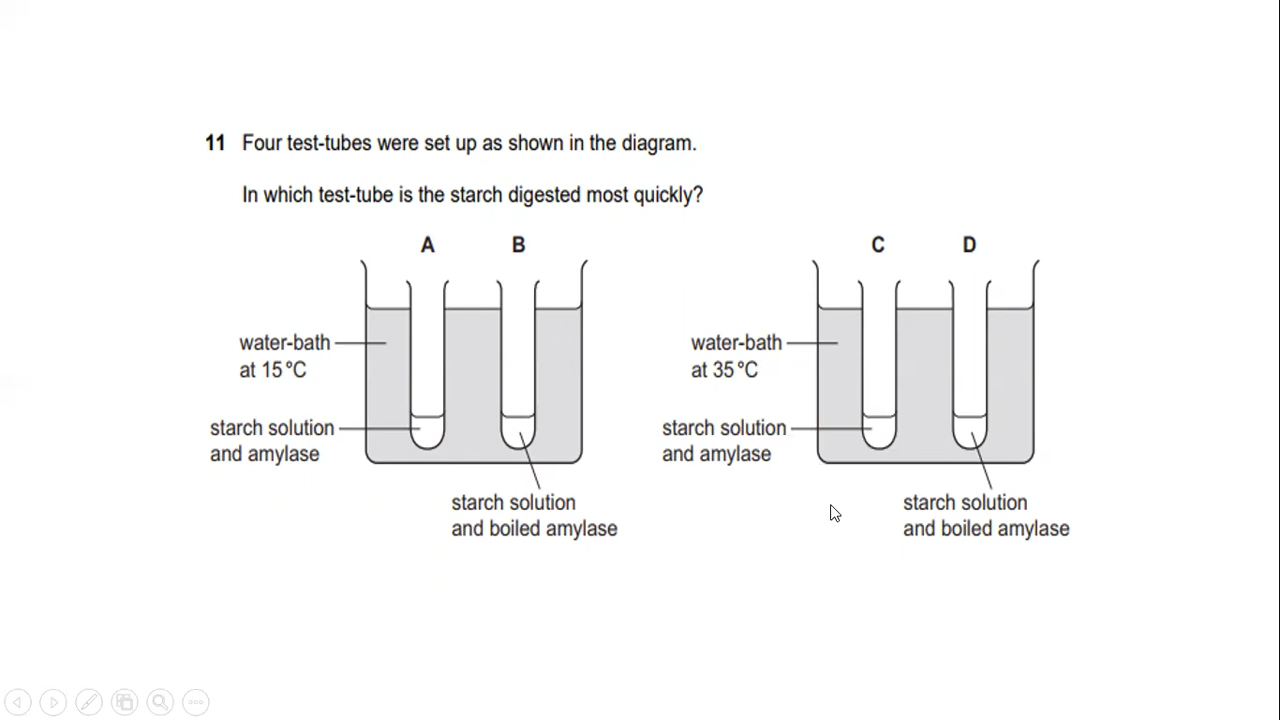 11 Four test-tubes were set up as shown in the diagram.
In which test-tube is the starch digested most quickly?
A B C D
water-bath
at 15 °C
water-bath
at 35 °C
starch solution
and amylase
starch solution
and amylase
starch solution
and boiled amylase
starch solution
and boiled amylase